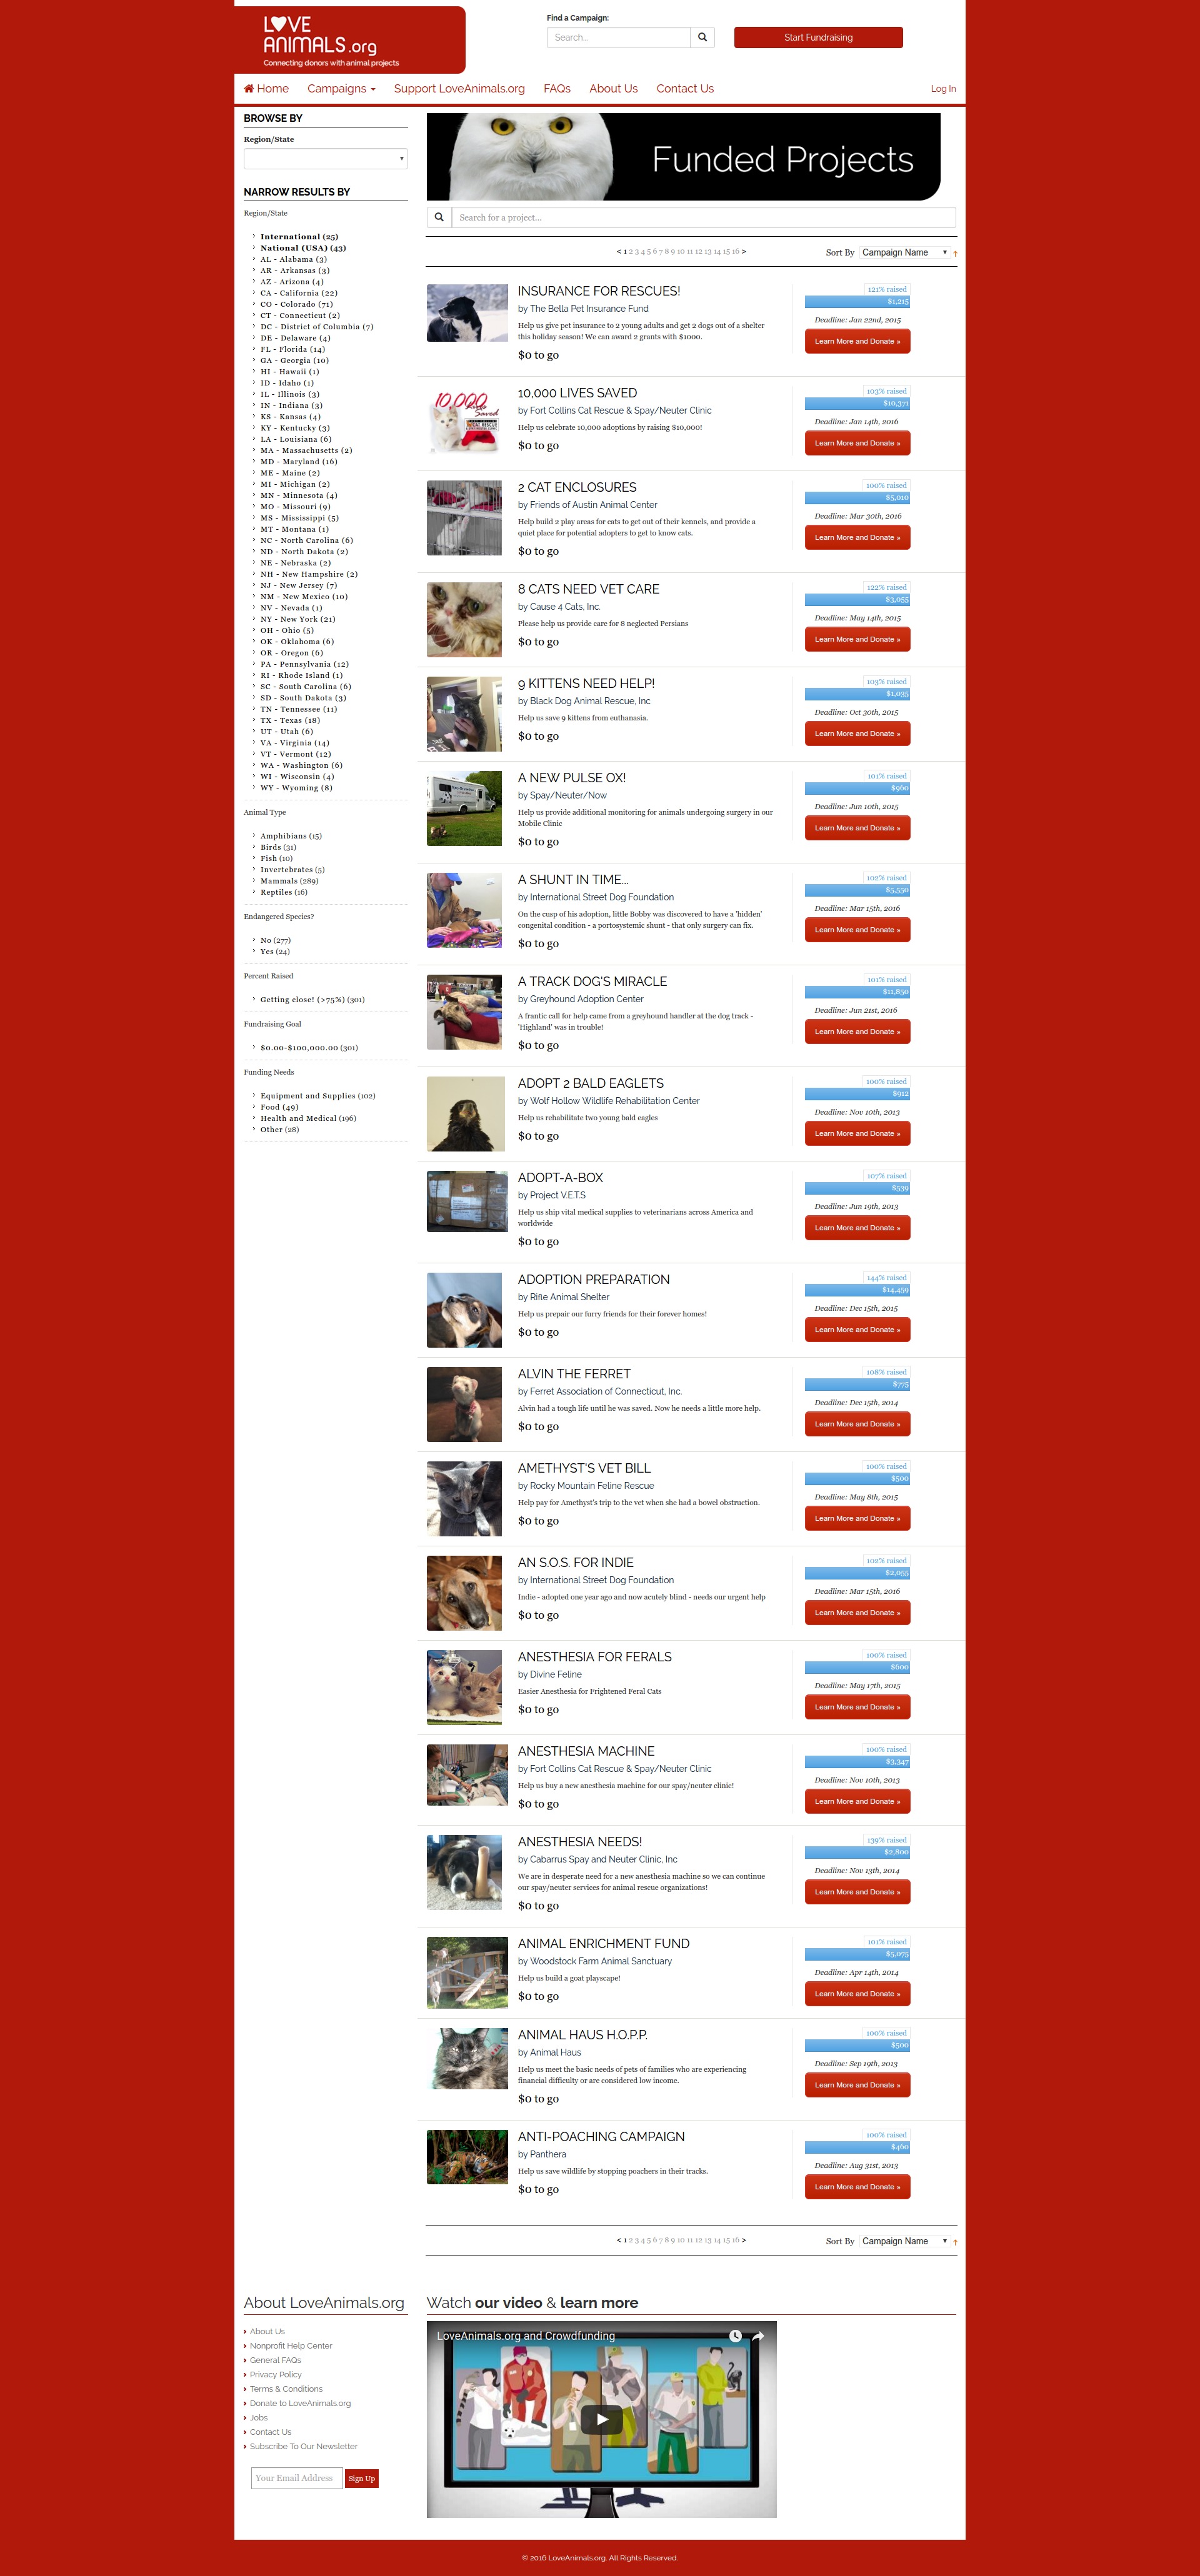 LOVE
ANIMALS.org
Connecting donors with animal projects
Find a Campaign:
Search...
Start Fundraising
Home Campaigns Support LoveAnimals.org FAQs About Us Contact Us Log In
BROWSE BY
Region/State
NARROW RESULTS BY
Region/State
International (25)
National (USA) (43)
AL - Alabama (3)
AR - Arkansas (3)
AZ - Arizona (4)
CA - California (22)
CO - Colorado (71)
CT - Connecticut (2)
DC - District of Columbia (7)
DE - Delaware (4)
FL - Florida (14)
GA - Georgia (10)
HI - Hawaii (1)
ID - Idaho (1)
IL - Illinois (3)
IN - Indiana (3)
KS - Kansas (4)
KY - Kentucky (3)
LA - Louisiana (6)
MA - Massachusetts (2)
MD - Maryland (16)
ME - Maine (2)
MI - Michigan (2)
MN - Minnesota (4)
MO - Missouri (9)
MS - Mississippi (5)
MT - Montana (1)
NC - North Carolina (6)
ND - North Dakota (2)
NE - Nebraska (2)
NH - New Hampshire (2)
NJ - New Jersey (7)
NM - New Mexico (10)
NV - Nevada (1)
NY - New York (21)
OH - Ohio (5)
OK - Oklahoma (6)
OR - Oregon (6)
PA - Pennsylvania (12)
RI - Rhode Island (1)
SC - South Carolina (6)
SD - South Dakota (3)
TN - Tennessee (11)
TX - Texas (18)
UT - Utah (6)
VA - Virginia (14)
VT - Vermont (12)
WA - Washington (6)
WI - Wisconsin (4)
WY - Wyoming (8)
Animal Type
Amphibians (15)
Birds (31)
Fish (10)
Invertebrates (5)
Mammals (289)
Reptiles (16)
Endangered Species?
No (277)
Yes (24)
Percent Raised
Getting close! (>75%) (301)
Fundraising Goal
$0.00-$100,000.00 (301)
Funding Needs
Equipment and Supplies (102)
Food (49)
Health and Medical (196)
Other (28)
Funded Projects
Search for a project...
< 1 2 3 4 5 6 7 8 9 10 11 12 13 14 15 16 >
Sort By Campaign Name
INSURANCE FOR RESCUES!
by The Bella Pet Insurance Fund
Help us give pet insurance to 2 young adults and get 2 dogs out of a shelter
this holiday season! We can award 2 grants with $1000.
$0 to go
121% raised
$1,215
Deadline: Jan 22nd, 2015
Learn More and Donate »
10,000 LIVES SAVED
by Fort Collins Cat Rescue & Spay/Neuter Clinic
Help us celebrate 10,000 adoptions by raising $10,000!
$0 to go
103% raised
$10,371
Deadline: Jan 14th, 2016
Learn More and Donate »
2 CAT ENCLOSURES
by Friends of Austin Animal Center
Help build 2 play areas for cats to get out of their kennels, and provide a
quiet place for potential adopters to get to know cats.
$0 to go
100% raised
$5,010
Deadline: Mar 30th, 2016
Learn More and Donate »
8 CATS NEED VET CARE
by Cause 4 Cats, Inc.
Please help us provide care for 8 neglected Persians
$0 to go
122% raised
$3,055
Deadline: May 14th, 2015
Learn More and Donate »
9 KITTENS NEED HELP!
by Black Dog Animal Rescue, Inc
Help us save 9 kittens from euthanasia.
$0 to go
103% raised
$1,035
Deadline: Oct 30th, 2015
Learn More and Donate »
A NEW PULSE OX!
by Spay/Neuter/Now
Help us provide additional monitoring for animals undergoing surgery in our
Mobile Clinic
$0 to go
101% raised
$960
Deadline: Jun 10th, 2015
Learn More and Donate »
A SHUNT IN TIME...
by International Street Dog Foundation
On the cusp of his adoption, little Bobby was discovered to have a 'hidden'
congenital condition - a portosystemic shunt - that only surgery can fix.
$0 to go
102% raised
$5,550
Deadline: Mar 15th, 2016
Learn More and Donate »
A TRACK DOG'S MIRACLE
by Greyhound Adoption Center
A frantic call for help came from a greyhound handler at the dog track -
'Highland' was in trouble!
$0 to go
101% raised
$11,850
Deadline: Jun 21st, 2016
Learn More and Donate »
ADOPT 2 BALD EAGLETS
by Wolf Hollow Wildlife Rehabilitation Center
Help us rehabilitate two young bald eagles
$0 to go
100% raised
$912
Deadline: Nov 10th, 2013
Learn More and Donate »
ADOPT-A-BOX
by Project V.E.T.S
Help us ship vital medical supplies to veterinarians across America and
worldwide
$0 to go
107% raised
$539
Deadline: Jun 19th, 2013
Learn More and Donate »
ADOPTION PREPARATION
by Rifle Animal Shelter
Help us prepare our furry friends for their forever homes!
$0 to go
144% raised
$14,459
Deadline: Dec 15th, 2015
Learn More and Donate »
ALVIN THE FERRET
by Ferret Association of Connecticut, Inc.
Alvin had a tough life until he was saved. Now he needs a little more help.
$0 to go
108% raised
$775
Deadline: Dec 15th, 2014
Learn More and Donate »
AMETHYST'S VET BILL
by Rocky Mountain Feline Rescue
Help pay for Amethyst's trip to the vet when she had a bowel obstruction.
$0 to go
100% raised
$500
Deadline: May 8th, 2015
Learn More and Donate »
AN S.O.S. FOR INDIE
by International Street Dog Foundation
Indie - adopted one year ago and now acutely blind - needs our urgent help
$0 to go
102% raised
$2,055
Deadline: Mar 15th, 2016
Learn More and Donate »
ANESTHESIA FOR FERALS
by Divine Feline
Easier Anesthesia for Frightened Feral Cats
$0 to go
100% raised
$600
Deadline: May 17th, 2015
Learn More and Donate »
ANESTHESIA MACHINE
by Fort Collins Cat Rescue & Spay/Neuter Clinic
Help us buy a new anesthesia machine for our spay/neuter clinic!
$0 to go
100% raised
$3,347
Deadline: Nov 10th, 2013
Learn More and Donate »
ANESTHESIA NEEDS!
by Cabarrus Spay and Neuter Clinic, Inc
We are in desperate need for a new anesthesia machine so we can continue
our spay/neuter services for animal rescue organizations!
$0 to go
139% raised
$2,800
Deadline: Nov 13th, 2014
Learn More and Donate »
ANIMAL ENRICHMENT FUND
by Woodstock Farm Animal Sanctuary
Help us build a goat playscape!
$0 to go
101% raised
$5,075
Deadline: Apr 14th, 2014
Learn More and Donate »
ANIMAL HAUS H.O.P.P.
by Animal Haus
Help us meet the basic needs of pets of families who are experiencing
financial difficulty or are considered low income.
$0 to go
100% raised
$500
Deadline: Sep 19th, 2013
Learn More and Donate »
ANTI-POACHING CAMPAIGN
by Panthera
Help us save wildlife by stopping poachers in their tracks.
$0 to go
100% raised
$460
Deadline: Aug 31st, 2013
Learn More and Donate »
< 1 2 3 4 5 6 7 8 9 10 11 12 13 14 15 16 >
Sort By Campaign Name
About LoveAnimals.org
About Us
Nonprofit Help Center
General FAQs
Privacy Policy
Terms & Conditions
Donate to LoveAnimals.org
Jobs
Contact Us
Subscribe To Our Newsletter
Your Email Address Sign Up
Watch our video & learn more
LoveAnimals.org and Crowdfunding
© 2016 LoveAnimals.org. All Rights Reserved.